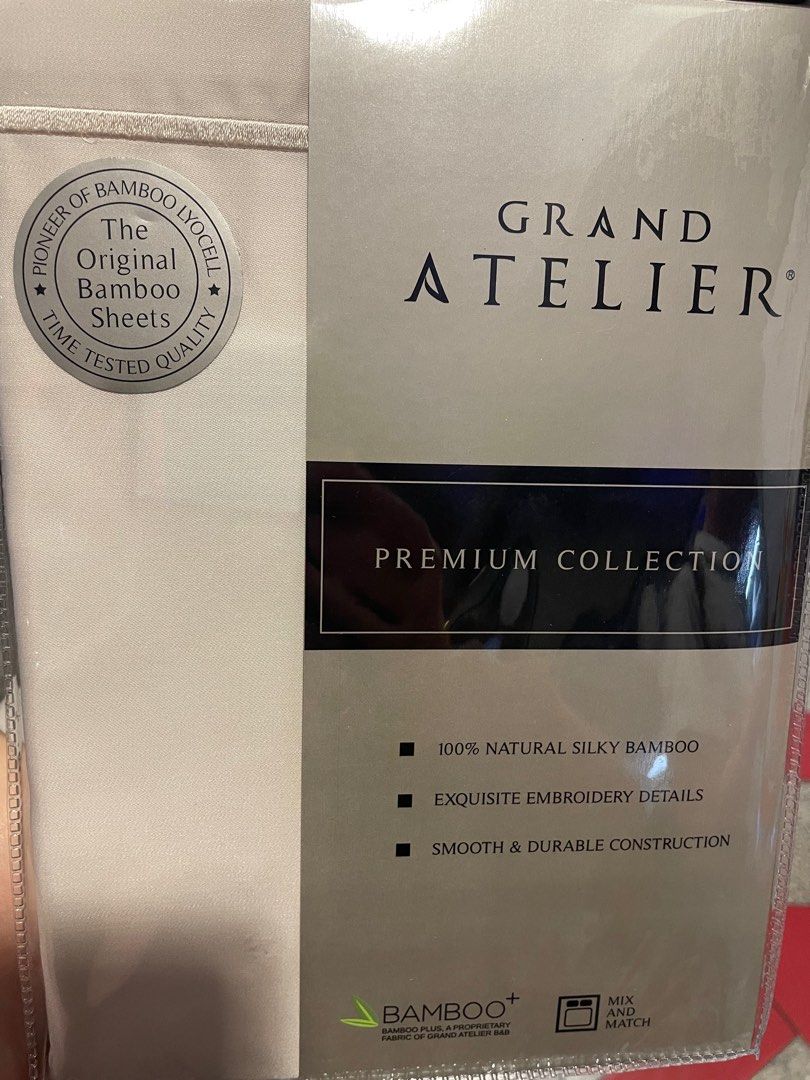 PIONEER OF BAMBOO LYOCELL
The
Original
Bamboo
Sheets
★ TIME TESTED QUALITY ★
GRAND
ATELIER®
PREMIUM COLLECTION
■ 100% NATURAL SILKY BAMBOO
■ EXQUISITE EMBROIDERY DETAILS
■ SMOOTH & DURABLE CONSTRUCTION
BAMBOO+
BAMBOO PLUS, A PROPRIETARY
FABRIC OF GRAND ATELIER B&B
MIX
AND
MATCH